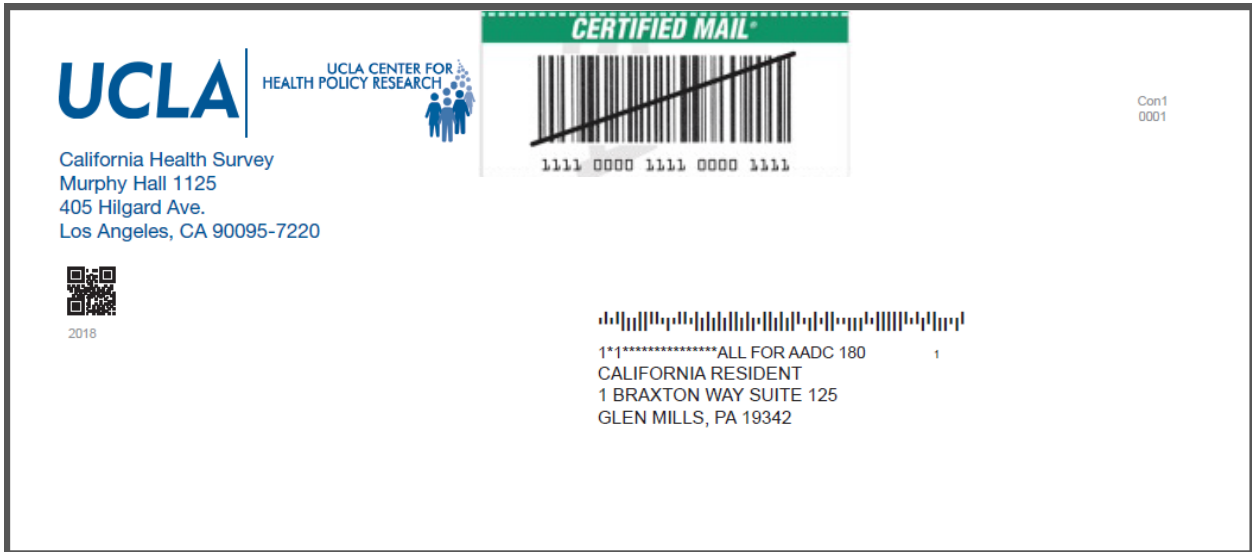 CERTIFIED MAIL®
UCLA
UCLA CENTER FOR
HEALTH POLICY RESEARCH
1111 0000 1111 0000 1111
Con1
0001
California Health Survey
Murphy Hall 1125
405 Hilgard Ave.
Los Angeles, CA 90095-7220
2018
1*1***************ALL FOR AADC 180 1
CALIFORNIA RESIDENT
1 BRAXTON WAY SUITE 125
GLEN MILLS, PA 19342